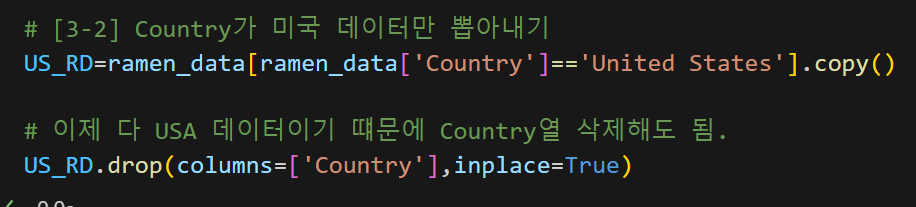 # [3-2] Country가 미국 데이터만 뽑아내기
US_RD=ramen_data[ramen_data['Country']=='United States'].copy()
# 이제 다 USA 데이터이기 떄문에 Country열 삭제해도 됨.
US_RD.drop(columns=['Country'],inplace=True)